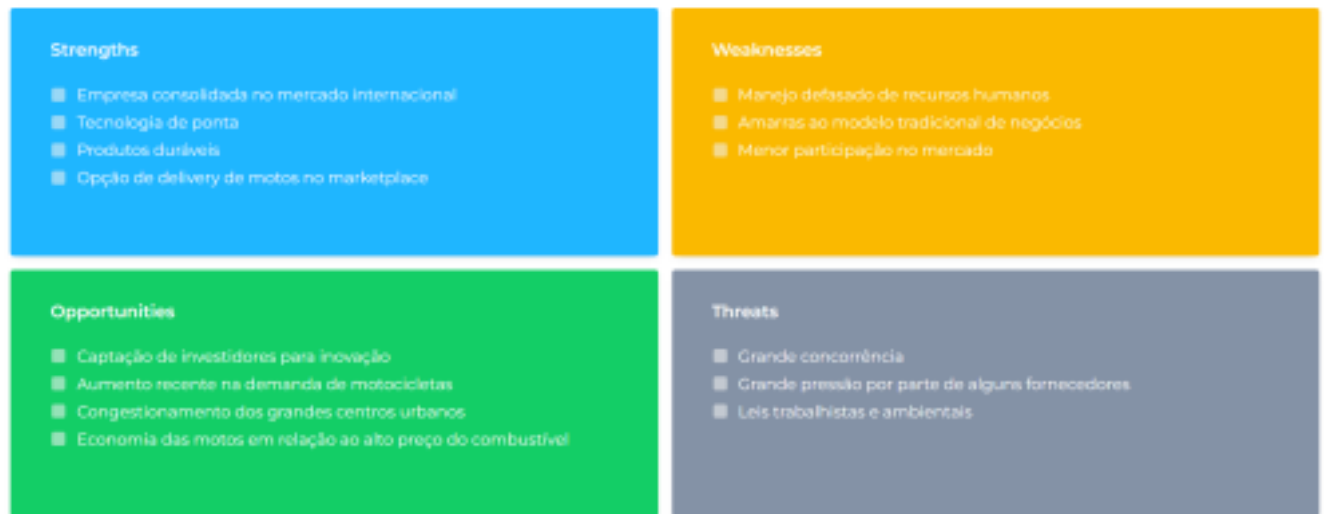 Strengths
Empresa consolidada no mercado internacional
Tecnologia de ponta
Produtos duráveis
Opção de delivery de motos no marketplace
Weaknesses
Manejo defasado de recursos humanos
Amarras ao modelo tradicional de negócios
Menor participação no mercado
Opportunities
Captação de investidores para inovação
Aumento recente na demanda de motocicletas
Congestionamento dos grandes centros urbanos
Economia das motos em relação ao alto preço do combustível
Threats
Grande concorrência
Grande pressão por parte de alguns fornecedores
Leis trabalhistas e ambientais